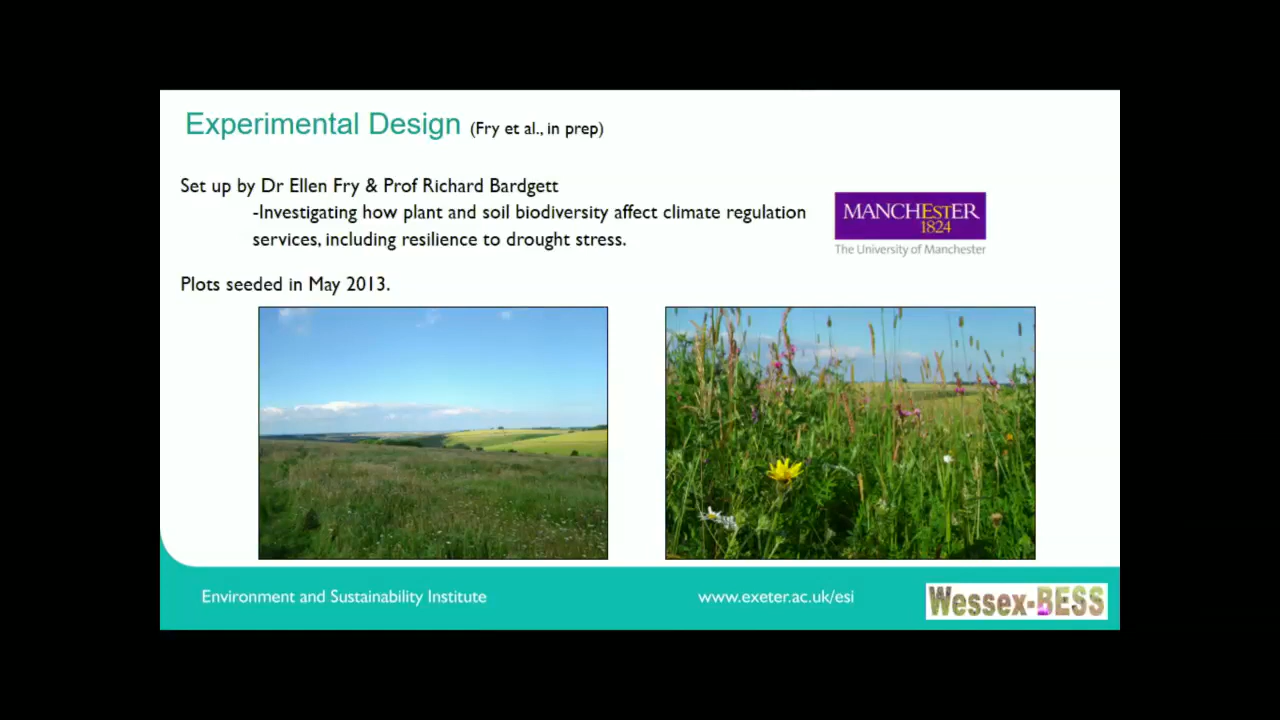 Experimental Design (Fry et al., in prep)
Set up by Dr Ellen Fry & Prof Richard Bardgett
-Investigating how plant and soil biodiversity affect climate regulation
services, including resilience to drought stress.
MANCHESTER
1824
The University of Manchester
Plots seeded in May 2013.
Environment and Sustainability Institute
www.exeter.ac.uk/esi
Wessex-BESS